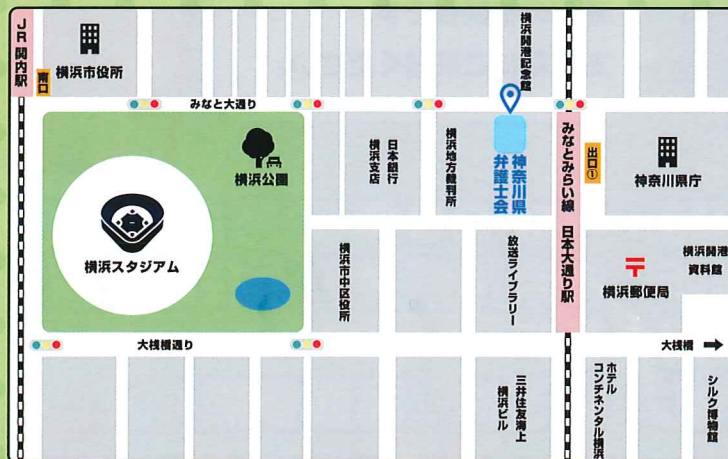 JR関内駅
南口
横浜市役所
横浜開港記念館
みなと大通り
横浜公園
横浜スタジアム
日本銀行
横浜支店
横浜地方裁判所
神奈川県
弁護士会
みなとみらい線 日本大通り駅
出口①
神奈川県庁
横浜市中区役所
放送ライブラリー
横浜郵便局
横浜開港
資料館
大桟橋通り
大桟橋
三井住友海上
横浜ビル
ホテル
コンチネンタル横浜
シルク博物館